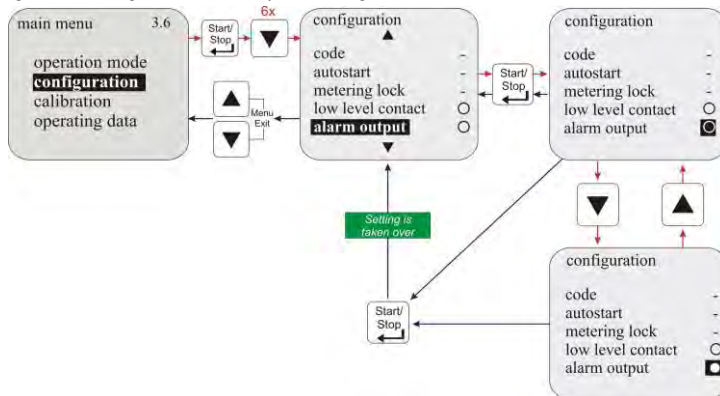 main menu 3.6
operation mode
configuration
calibration
operating data
Start/
Stop
6x
configuration
code -
autostart -
metering lock -
low level contact
alarm output
Start/
Stop
configuration
code -
autostart -
metering lock -
low level contact
alarm output
Menu
Exit
Setting is
taken over
Start/
Stop
configuration
code -
autostart -
metering lock -
low level contact
alarm output